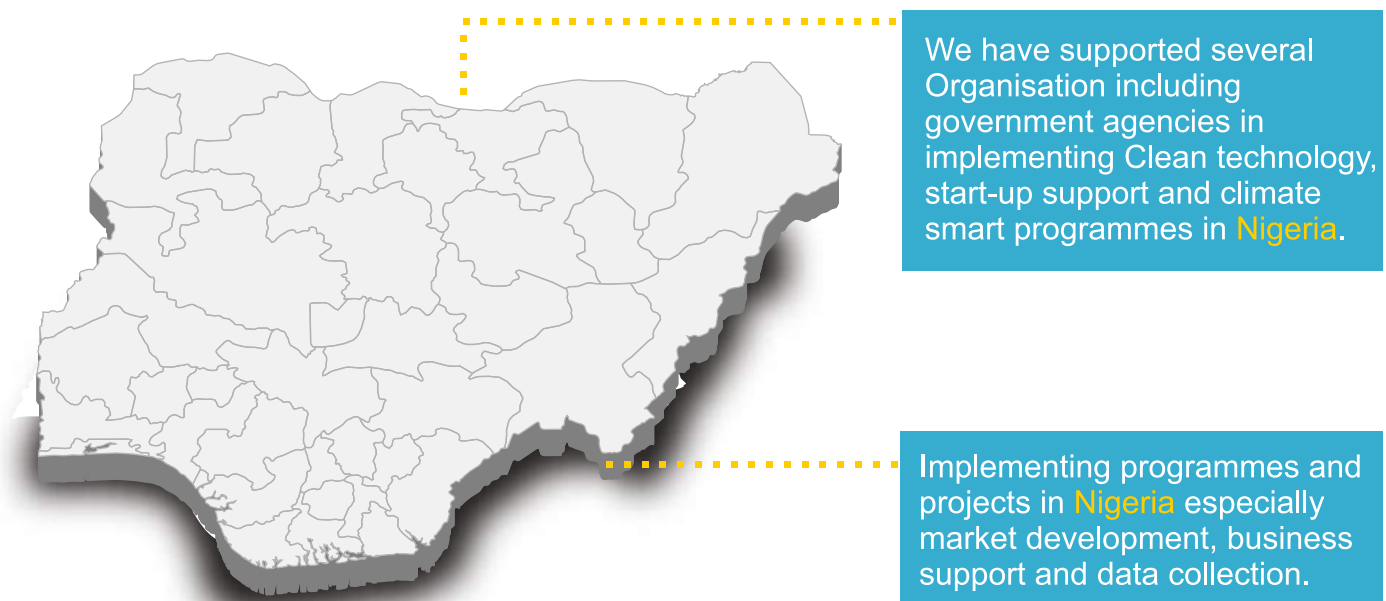 We have supported several
Organisation including
government agencies in
implementing Clean technology,
start-up support and climate
smart programmes in Nigeria.
Implementing programmes and
projects in Nigeria especially
market development, business
support and data collection.